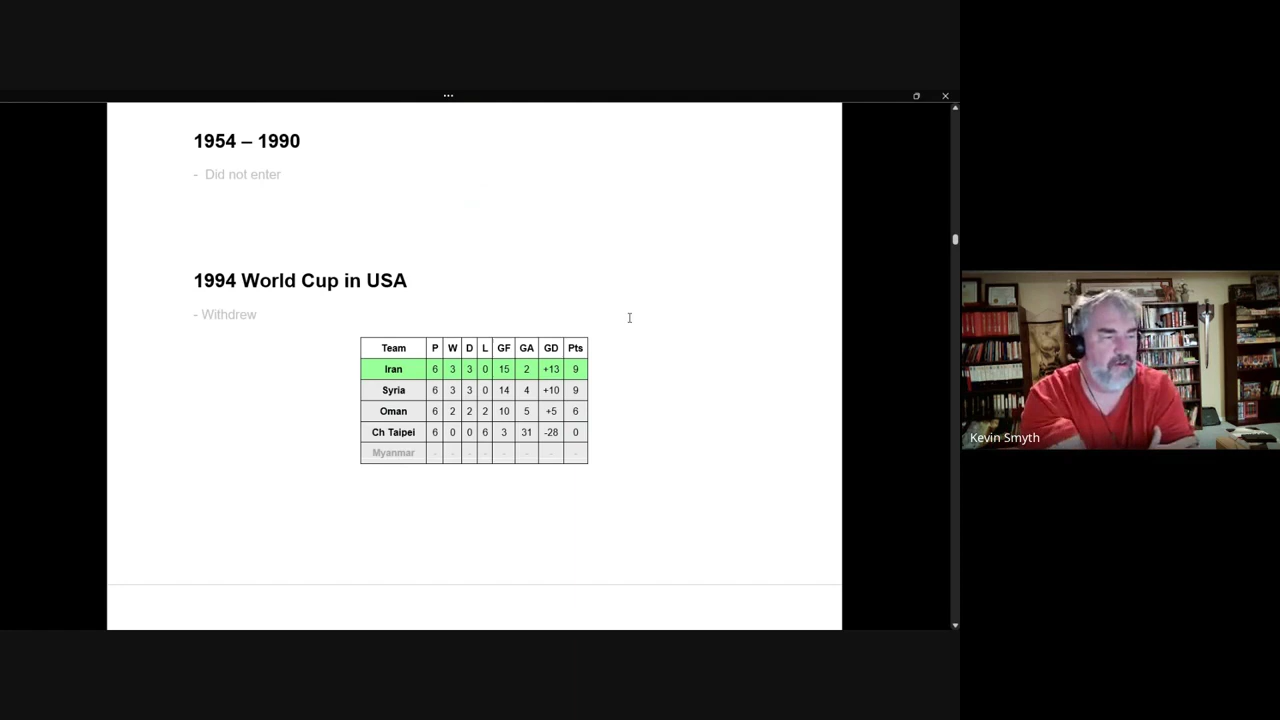 1954 – 1990
- Did not enter
1994 World Cup in USA
- Withdrew
Team P W D L GF GA GD Pts
Iran 6 3 3 0 15 2 +13 9
Syria 6 3 3 0 14 4 +10 9
Oman 6 2 2 2 10 5 +5 6
Ch Taipei 6 0 0 6 3 31 -28 0
Myanmar - - - - - - - -
Kevin Smyth